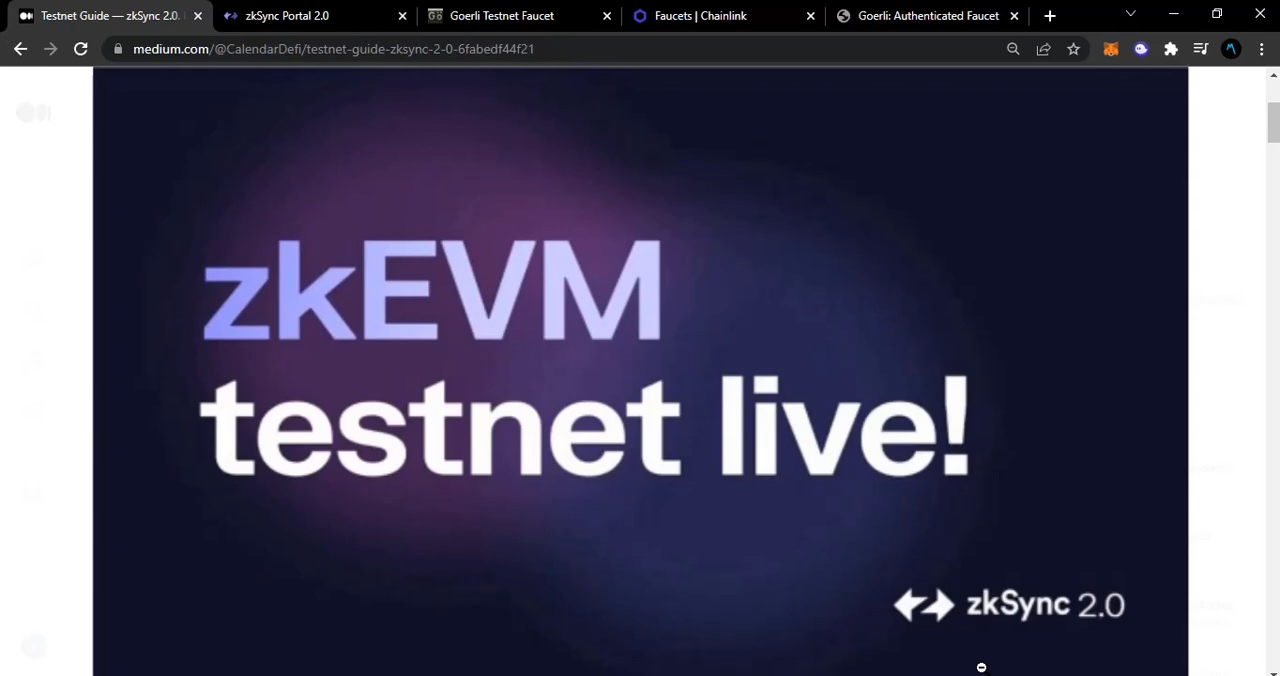 Testnet Guide — zkSync 2.0.
zkSync Portal 2.0
Goerli Testnet Faucet
Faucets | Chainlink
Goerli: Authenticated Faucet
medium.com/@CalendarDefi/testnet-guide-zksync-2-0-6fabedf44f21
zkEVM
testnet live!
zkSync 2.0